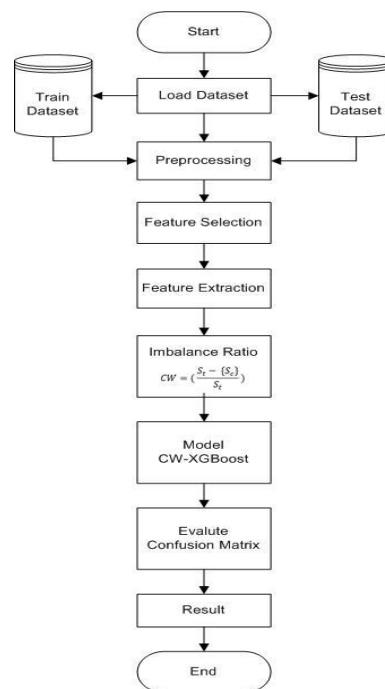 Start
Train
Dataset
Load Dataset
Test
Dataset
Preprocessing
Feature Selection
Feature Extraction
Imbalance Ratio
CW = (\frac{S_t - \{S_c\}}{S_t})
Model
CW-XGBoost
Evalute
Confusion Matrix
Result
End